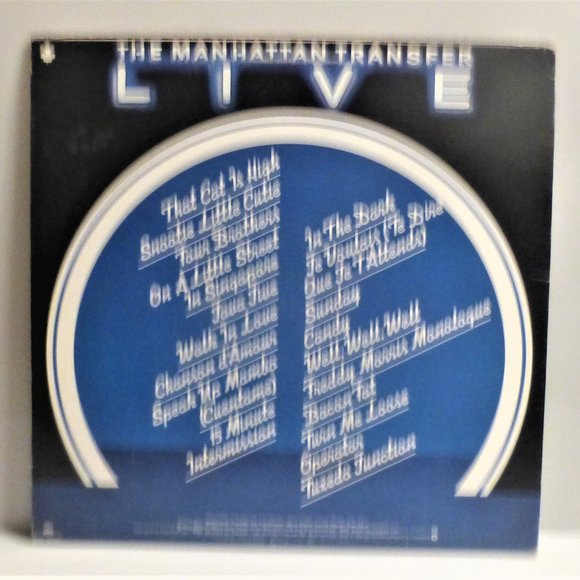 THE MANHATTAN TRANSFER
LIVE
That Cat Is High
Snootie Little Cutie
Four Brothers
On A Little Street
In Singapore
Java Jive
Walk In Love
Chanson d'Amour
Speak Up Mambo
(Cuentame)
15 Minute
Intermission
In The Dark
Je Voulais (Te Dire
Que Je T'Attends)
Sunday
Candy
Well, Well, Well
Freddy Morris Monologue
Bacon Fat
Turn Me Loose
Operator
Tuxedo Junction